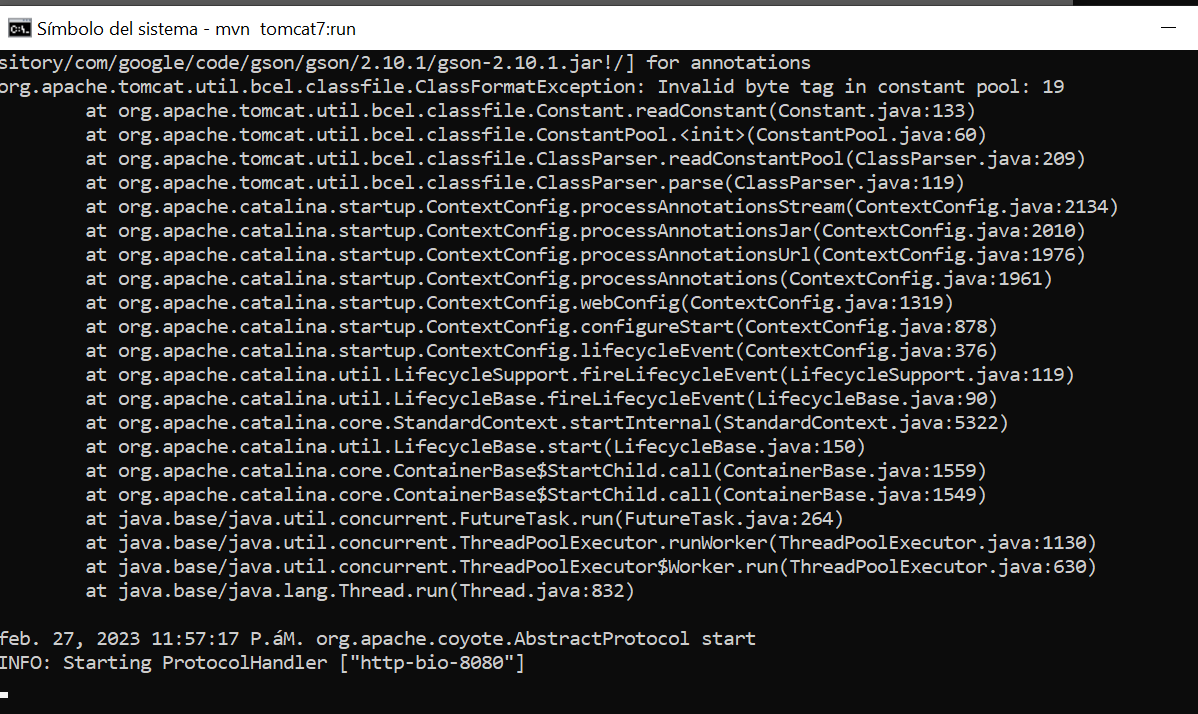 Símbolo del sistema - mvn  tomcat7:run
sitory/com/google/code/gson/gson/2.10.1/gson-2.10.1.jar!/] for annotations
org.apache.tomcat.util.bcel.classfile.ClassFormatException: Invalid byte tag in constant pool: 19
        at org.apache.tomcat.util.bcel.classfile.Constant.readConstant(Constant.java:133)
        at org.apache.tomcat.util.bcel.classfile.ConstantPool.<init>(ConstantPool.java:60)
        at org.apache.tomcat.util.bcel.classfile.ClassParser.readConstantPool(ClassParser.java:209)
        at org.apache.tomcat.util.bcel.classfile.ClassParser.parse(ClassParser.java:119)
        at org.apache.catalina.startup.ContextConfig.processAnnotationsStream(ContextConfig.java:2134)
        at org.apache.catalina.startup.ContextConfig.processAnnotationsJar(ContextConfig.java:2010)
        at org.apache.catalina.startup.ContextConfig.processAnnotationsUrl(ContextConfig.java:1976)
        at org.apache.catalina.startup.ContextConfig.processAnnotations(ContextConfig.java:1961)
        at org.apache.catalina.startup.ContextConfig.webConfig(ContextConfig.java:1319)
        at org.apache.catalina.startup.ContextConfig.configureStart(ContextConfig.java:878)
        at org.apache.catalina.startup.ContextConfig.lifecycleEvent(ContextConfig.java:376)
        at org.apache.catalina.util.LifecycleSupport.fireLifecycleEvent(LifecycleSupport.java:119)
        at org.apache.catalina.util.LifecycleBase.fireLifecycleEvent(LifecycleBase.java:90)
        at org.apache.catalina.core.StandardContext.startInternal(StandardContext.java:5322)
        at org.apache.catalina.util.LifecycleBase.start(LifecycleBase.java:150)
        at org.apache.catalina.core.ContainerBase$StartChild.call(ContainerBase.java:1559)
        at org.apache.catalina.core.ContainerBase$StartChild.call(ContainerBase.java:1549)
        at java.base/java.util.concurrent.FutureTask.run(FutureTask.java:264)
        at java.base/java.util.concurrent.ThreadPoolExecutor.runWorker(ThreadPoolExecutor.java:1130)
        at java.base/java.util.concurrent.ThreadPoolExecutor$Worker.run(ThreadPoolExecutor.java:630)
        at java.base/java.lang.Thread.run(Thread.java:832)
feb. 27, 2023 11:57:17 P.áM. org.apache.coyote.AbstractProtocol start
INFO: Starting ProtocolHandler ["http-bio-8080"]